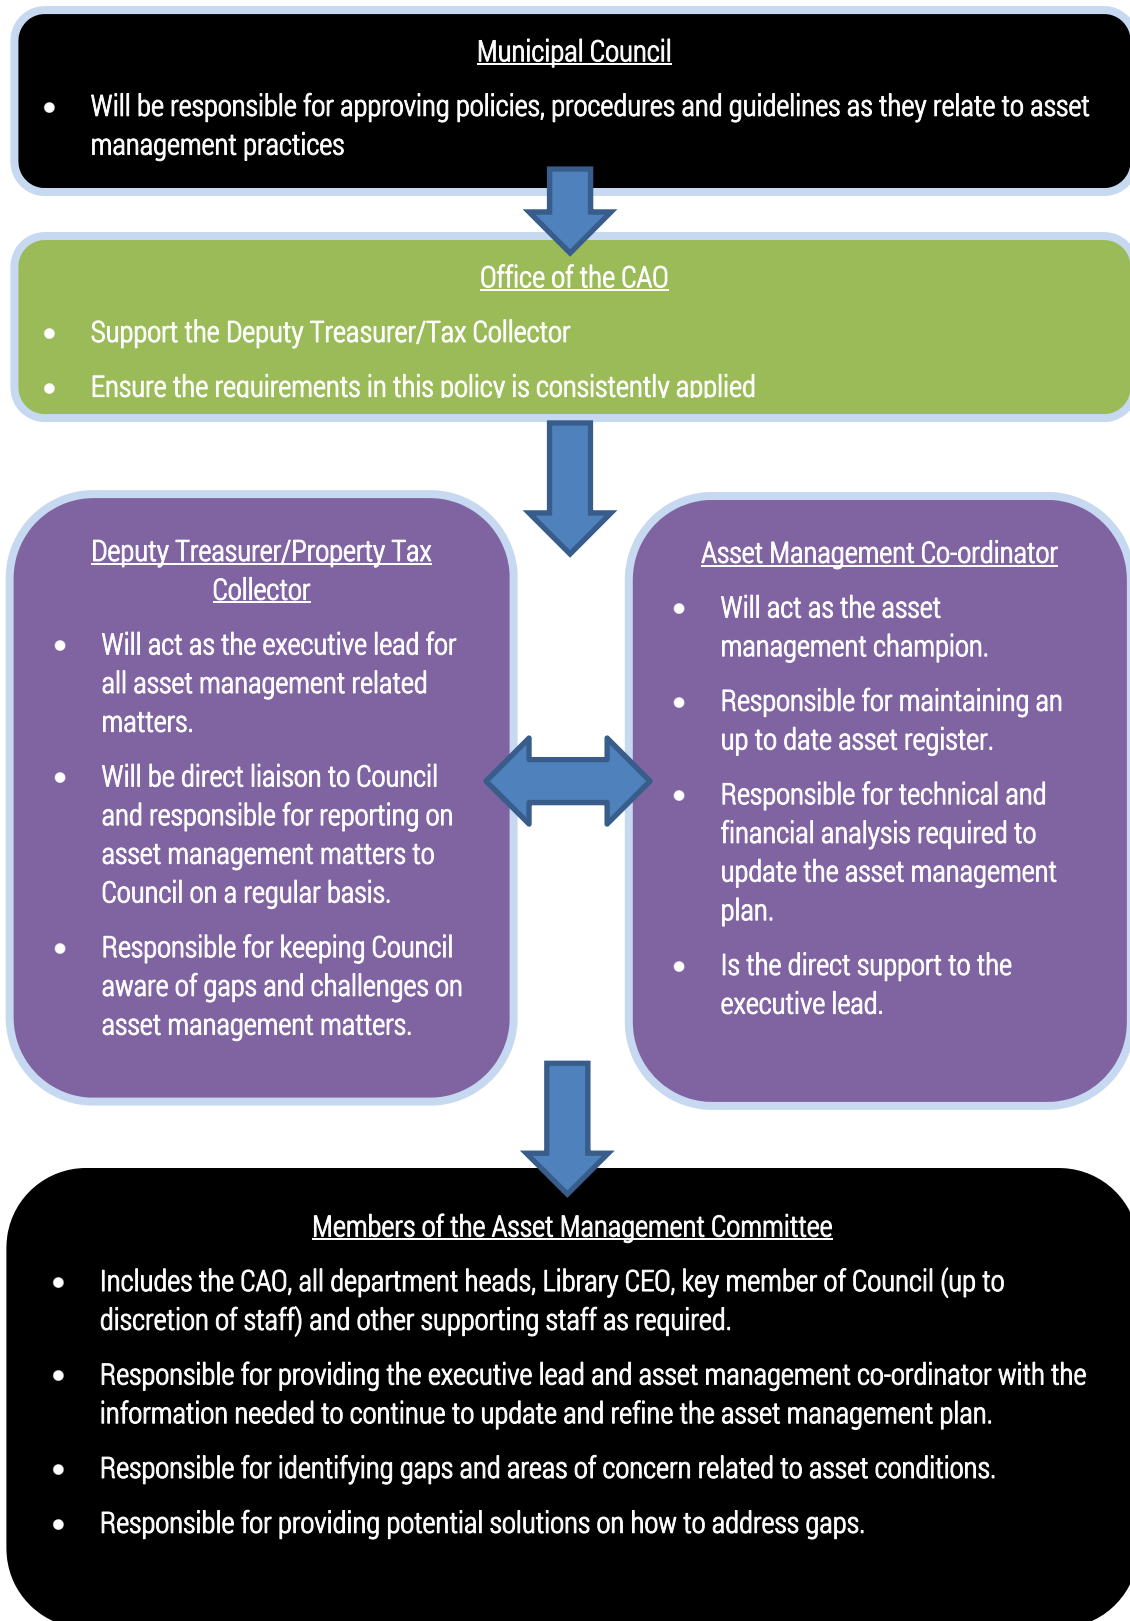 Municipal Council
• Will be responsible for approving policies, procedures and guidelines as they relate to asset
management practices
Office of the CAO
• Support the Deputy Treasurer/Tax Collector
• Ensure the requirements in this policy is consistently applied
Deputy Treasurer/Property Tax
Collector
• Will act as the executive lead for
all asset management related
matters.
• Will be direct liaison to Council
and responsible for reporting on
asset management matters to
Council on a regular basis.
• Responsible for keeping Council
aware of gaps and challenges on
asset management matters.
Asset Management Co-ordinator
• Will act as the asset
management champion.
• Responsible for maintaining an
up to date asset register.
• Responsible for technical and
financial analysis required to
update the asset management
plan.
• Is the direct support to the
executive lead.
Members of the Asset Management Committee
• Includes the CAO, all department heads, Library CEO, key member of Council (up to
discretion of staff) and other supporting staff as required.
• Responsible for providing the executive lead and asset management co-ordinator with the
information needed to continue to update and refine the asset management plan.
• Responsible for identifying gaps and areas of concern related to asset conditions.
• Responsible for providing potential solutions on how to address gaps.